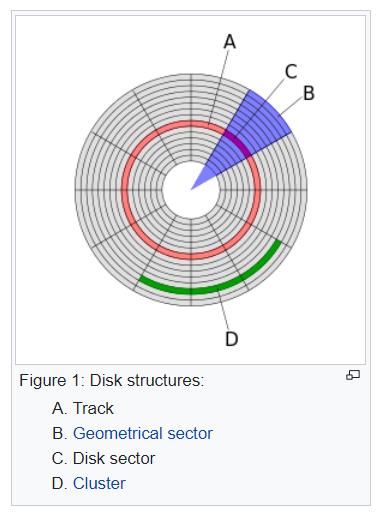 A
C
B
D
Figure 1: Disk structures:
A. Track
B. Geometrical sector
C. Disk sector
D. Cluster